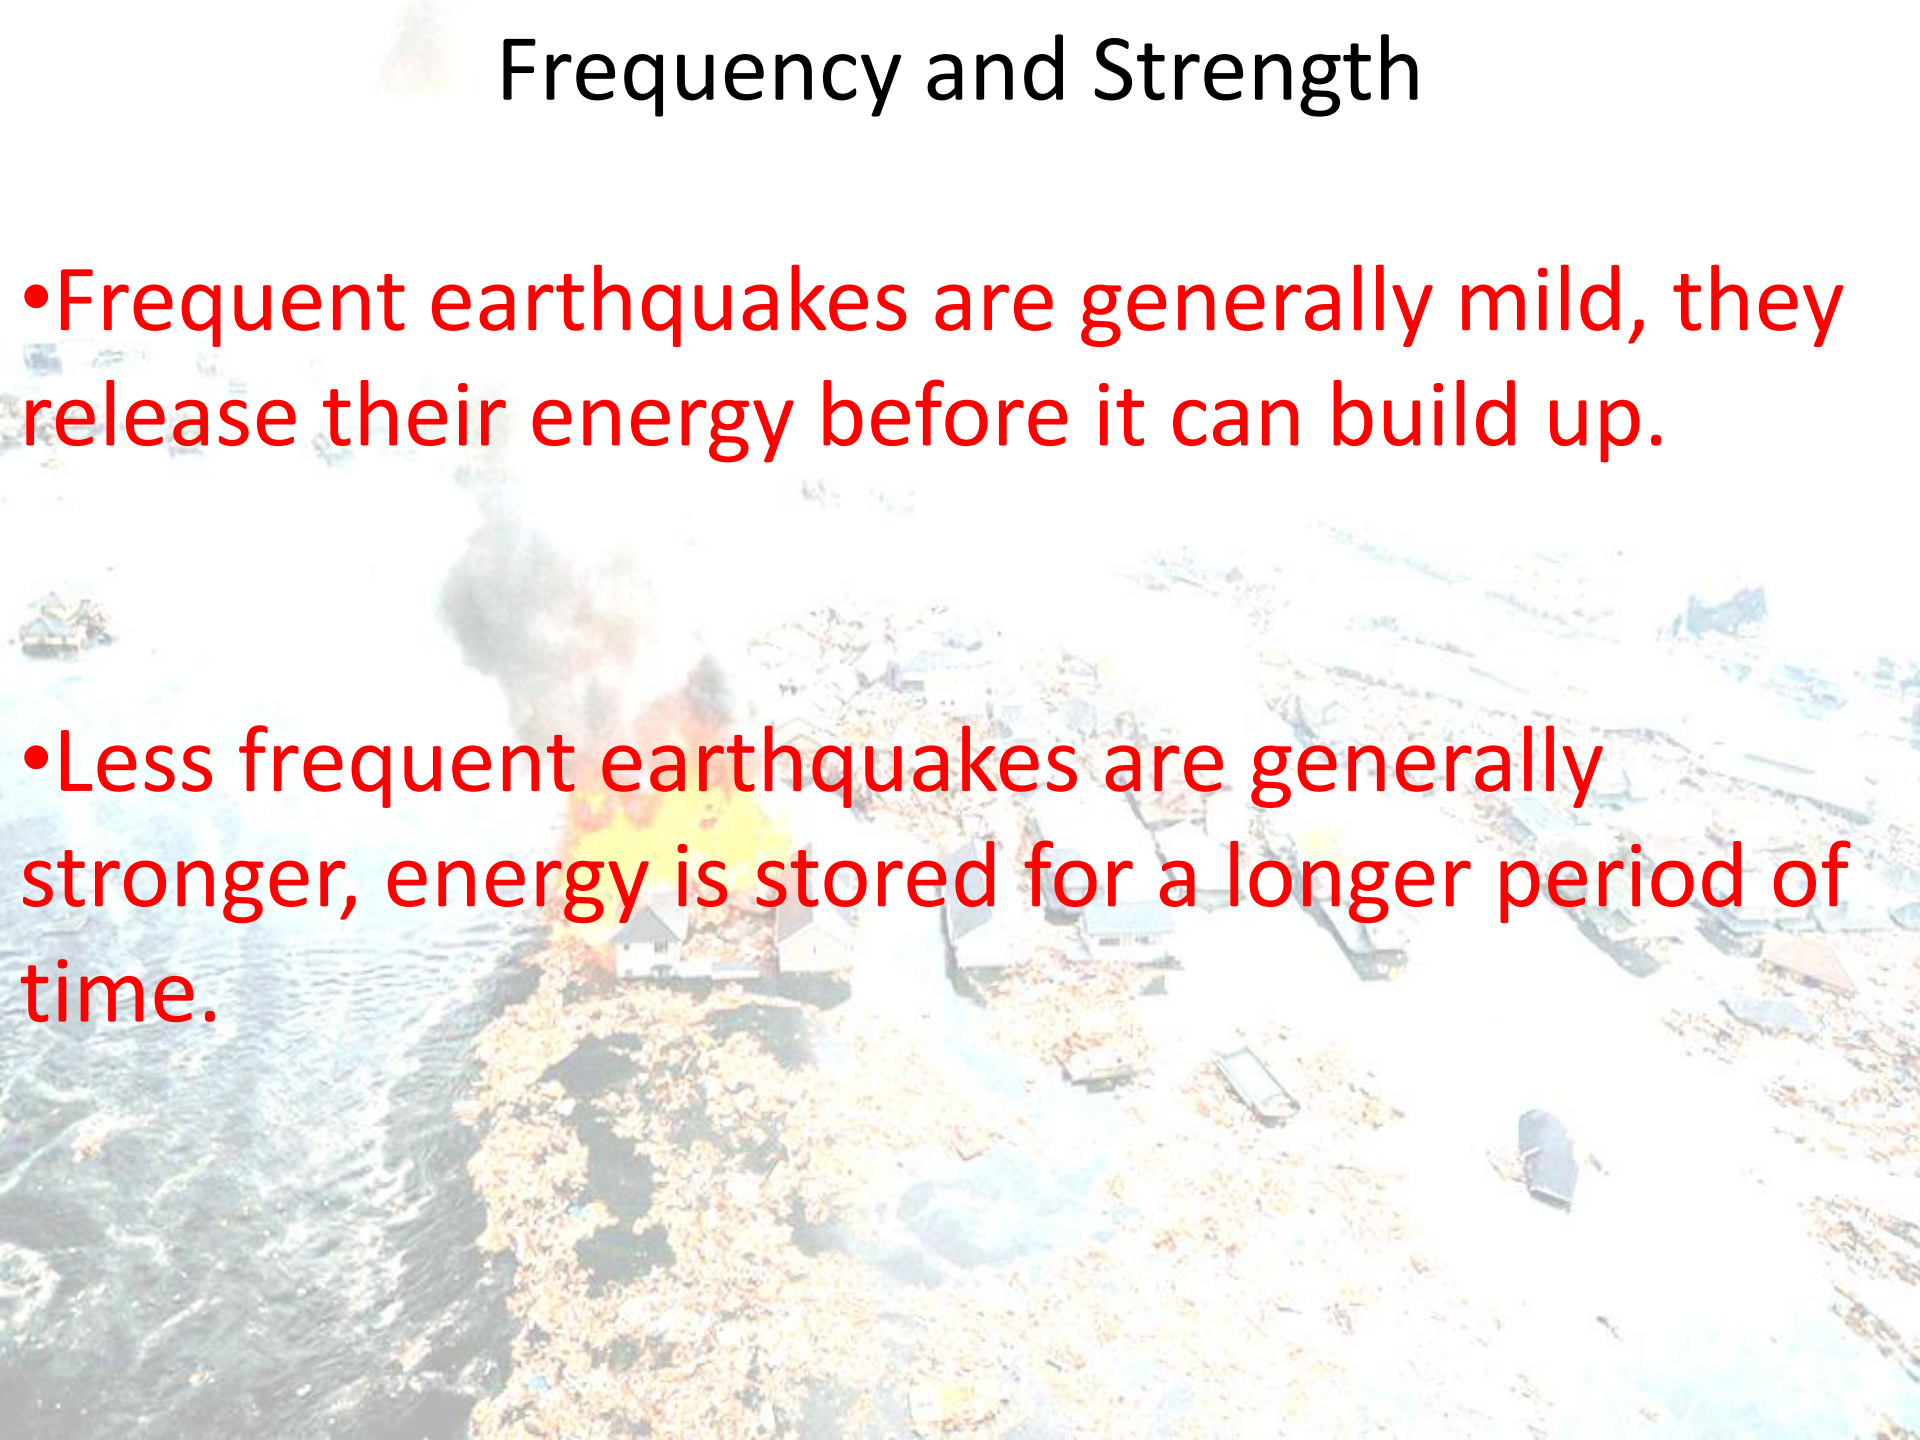 Frequency and Strength
•Frequent earthquakes are generally mild, they
release their energy before it can build up.
•Less frequent earthquakes are generally
stronger, energy is stored for a longer period of
time.